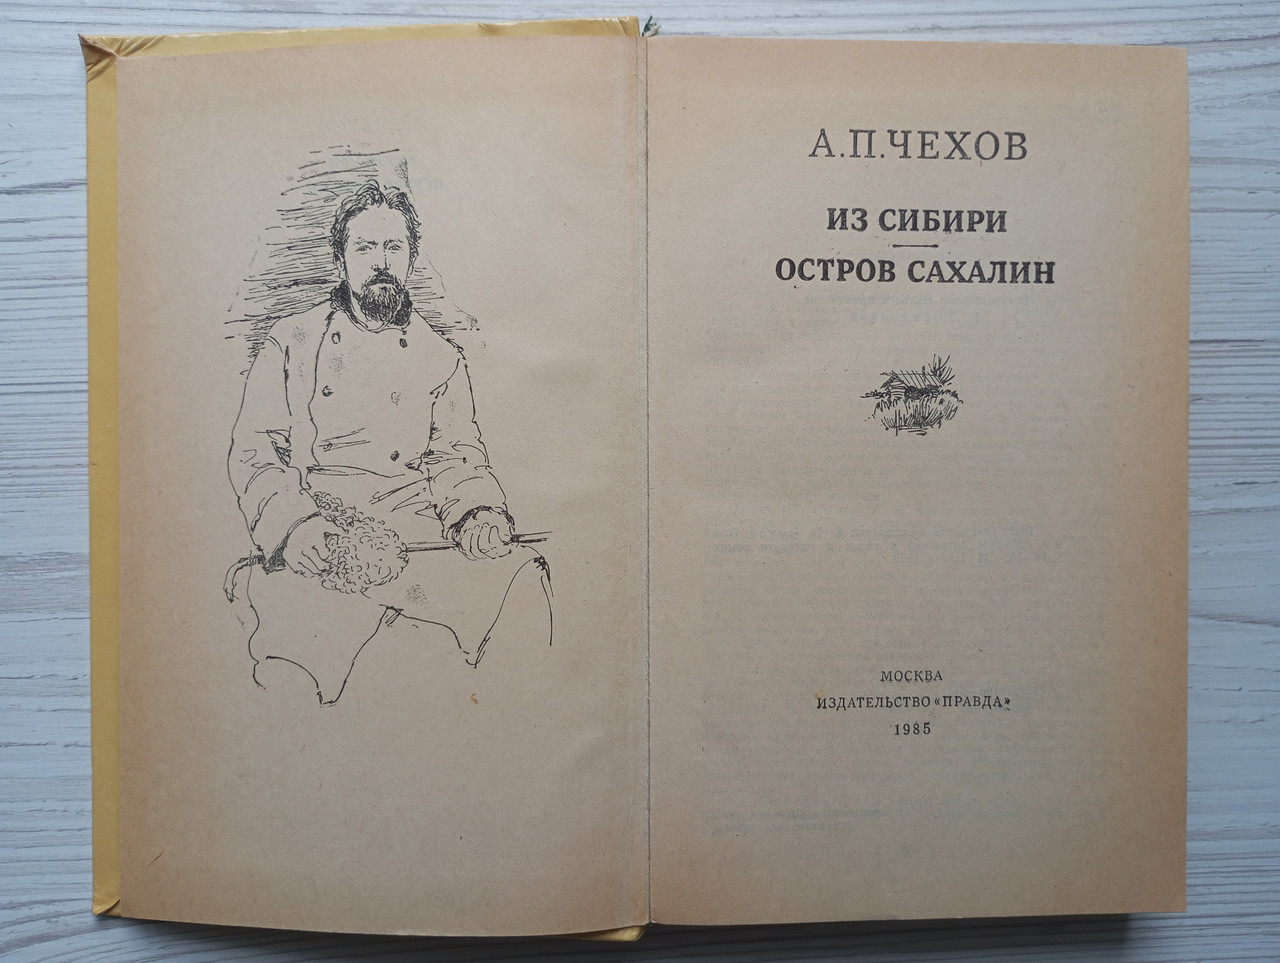 А.П.ЧЕХОВ
ИЗ СИБИРИ
ОСТРОВ САХАЛИН
МОСКВА
ИЗДАТЕЛЬСТВО «ПРАВДА»
1985